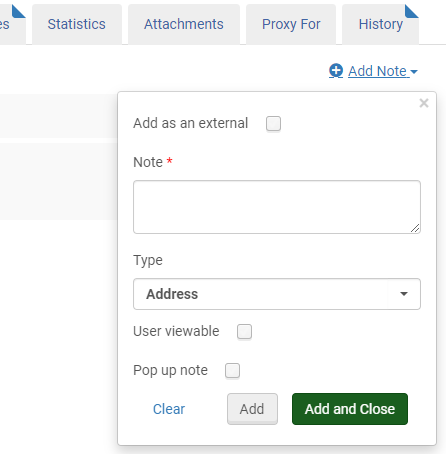 es Statistics Attachments Proxy For History
Add Note
×
Add as an external
Note *
Type
Address
User viewable
Pop up note
Clear Add Add and Close